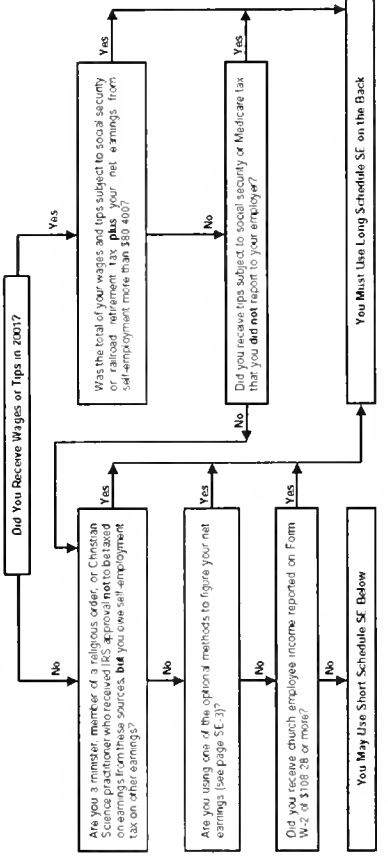 Did You Receive Wages or Tips in 2001?
No
Yes
Are you a minister, member of a religious order, or Christian
Science practitioner who received IRS approval not to be taxed
on earnings from these sources, but you owe self-employment
tax on other earnings?
Yes
No
Are you using one of the optional methods to figure your net
earnings (see page SE-3)?
Yes
No
Did you receive church employee income reported on Form
W-2 of $108.28 or more?
Yes
No
You May Use Short Schedule SE Below
Was the total of your wages and tips subject to social security
or railroad retirement tax plus your net earnings from
self-employment more than $80,400?
Yes
No
Did you receive tips subject to social security or Medicare tax
that you did not report to your employer?
Yes
No
You Must Use Long Schedule SE on the Back